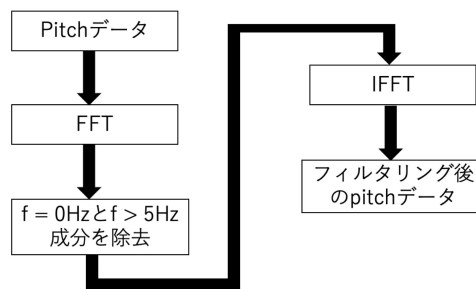 Pitchデータ
FFT
f = 0Hzとf > 5Hz
成分を除去
IFFT
フィルタリング後
のpitchデータ